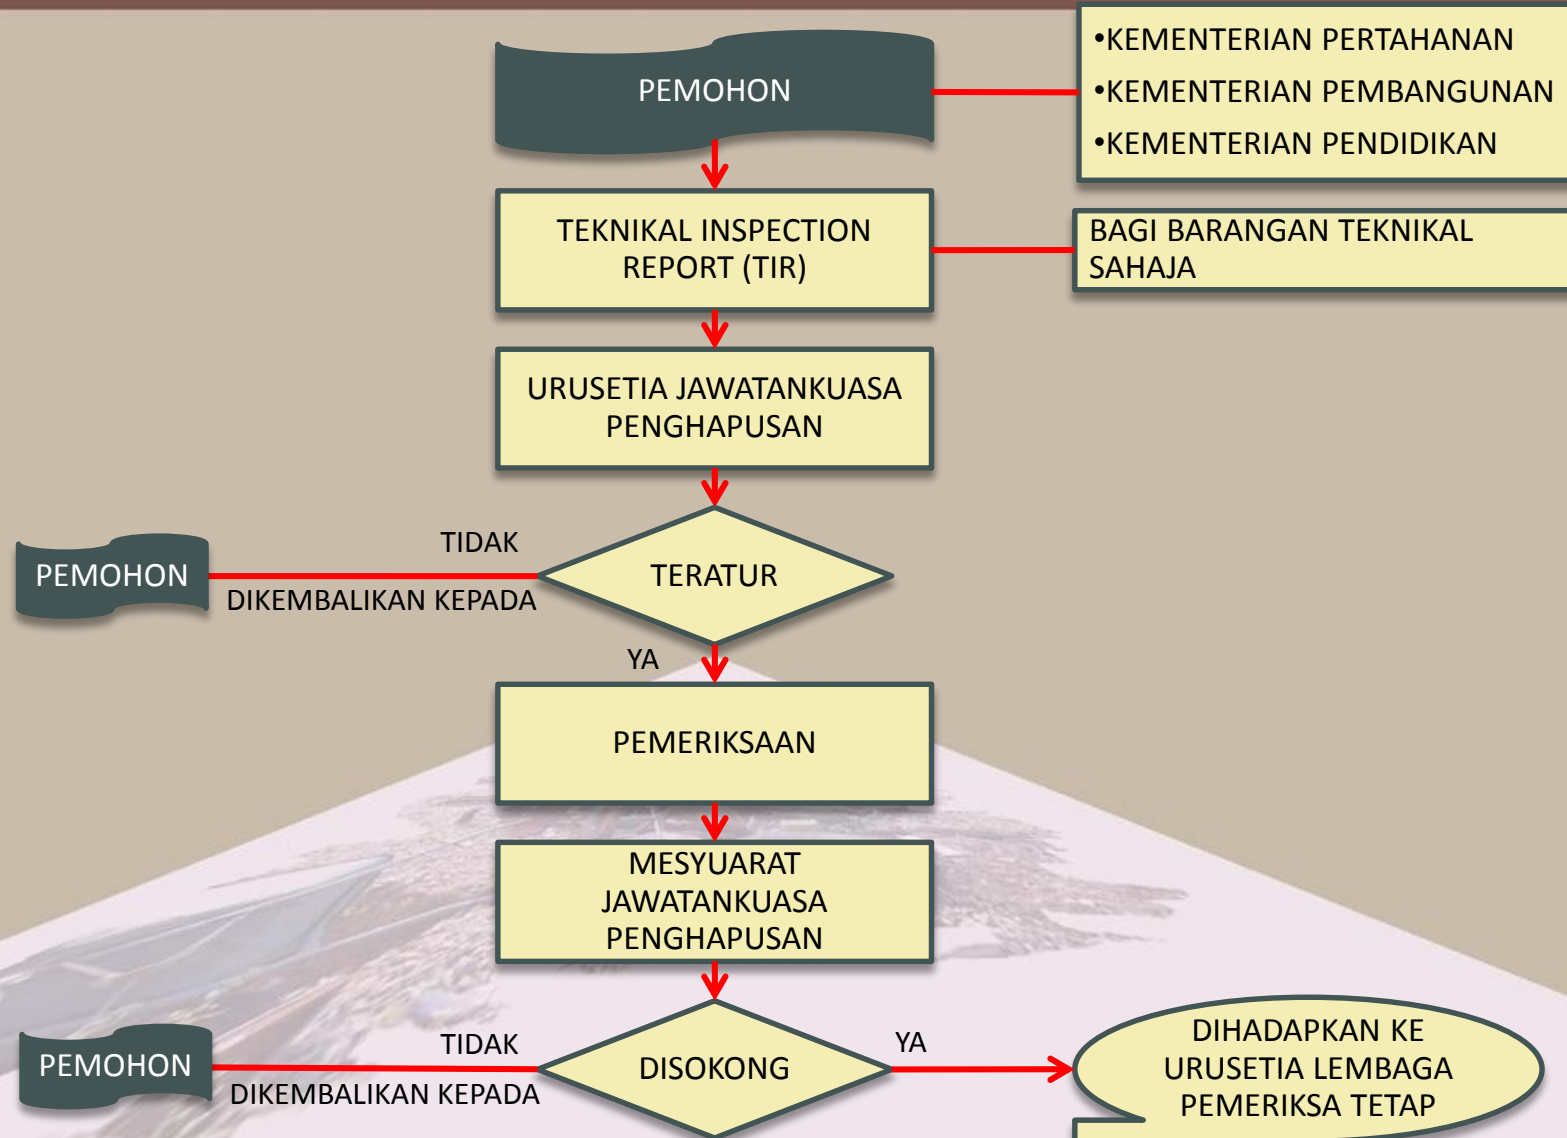 PEMOHON
•KEMENTERIAN PERTAHANAN
•KEMENTERIAN PEMBANGUNAN
•KEMENTERIAN PENDIDIKAN
TEKNIKAL INSPECTION
REPORT (TIR)
BAGI BARANGAN TEKNIKAL
SAHAJA
URUSETIA JAWATANKUASA
PENGHAPUSAN
TERATUR
TIDAK
DIKEMBALIKAN KEPADA
PEMOHON
YA
PEMERIKSAAN
MESYUARAT
JAWATANKUASA
PENGHAPUSAN
DISOKONG
TIDAK
DIKEMBALIKAN KEPADA
PEMOHON
YA
DIHADAPKAN KE
URUSETIA LEMBAGA
PEMERIKSA TETAP